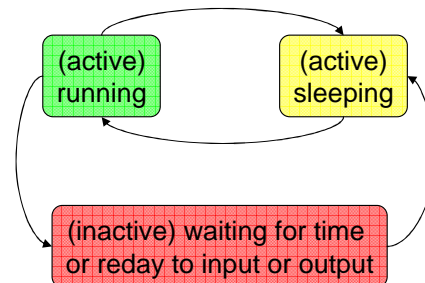 (active)
running
(active)
sleeping
(inactive) waiting for time
or reday to input or output